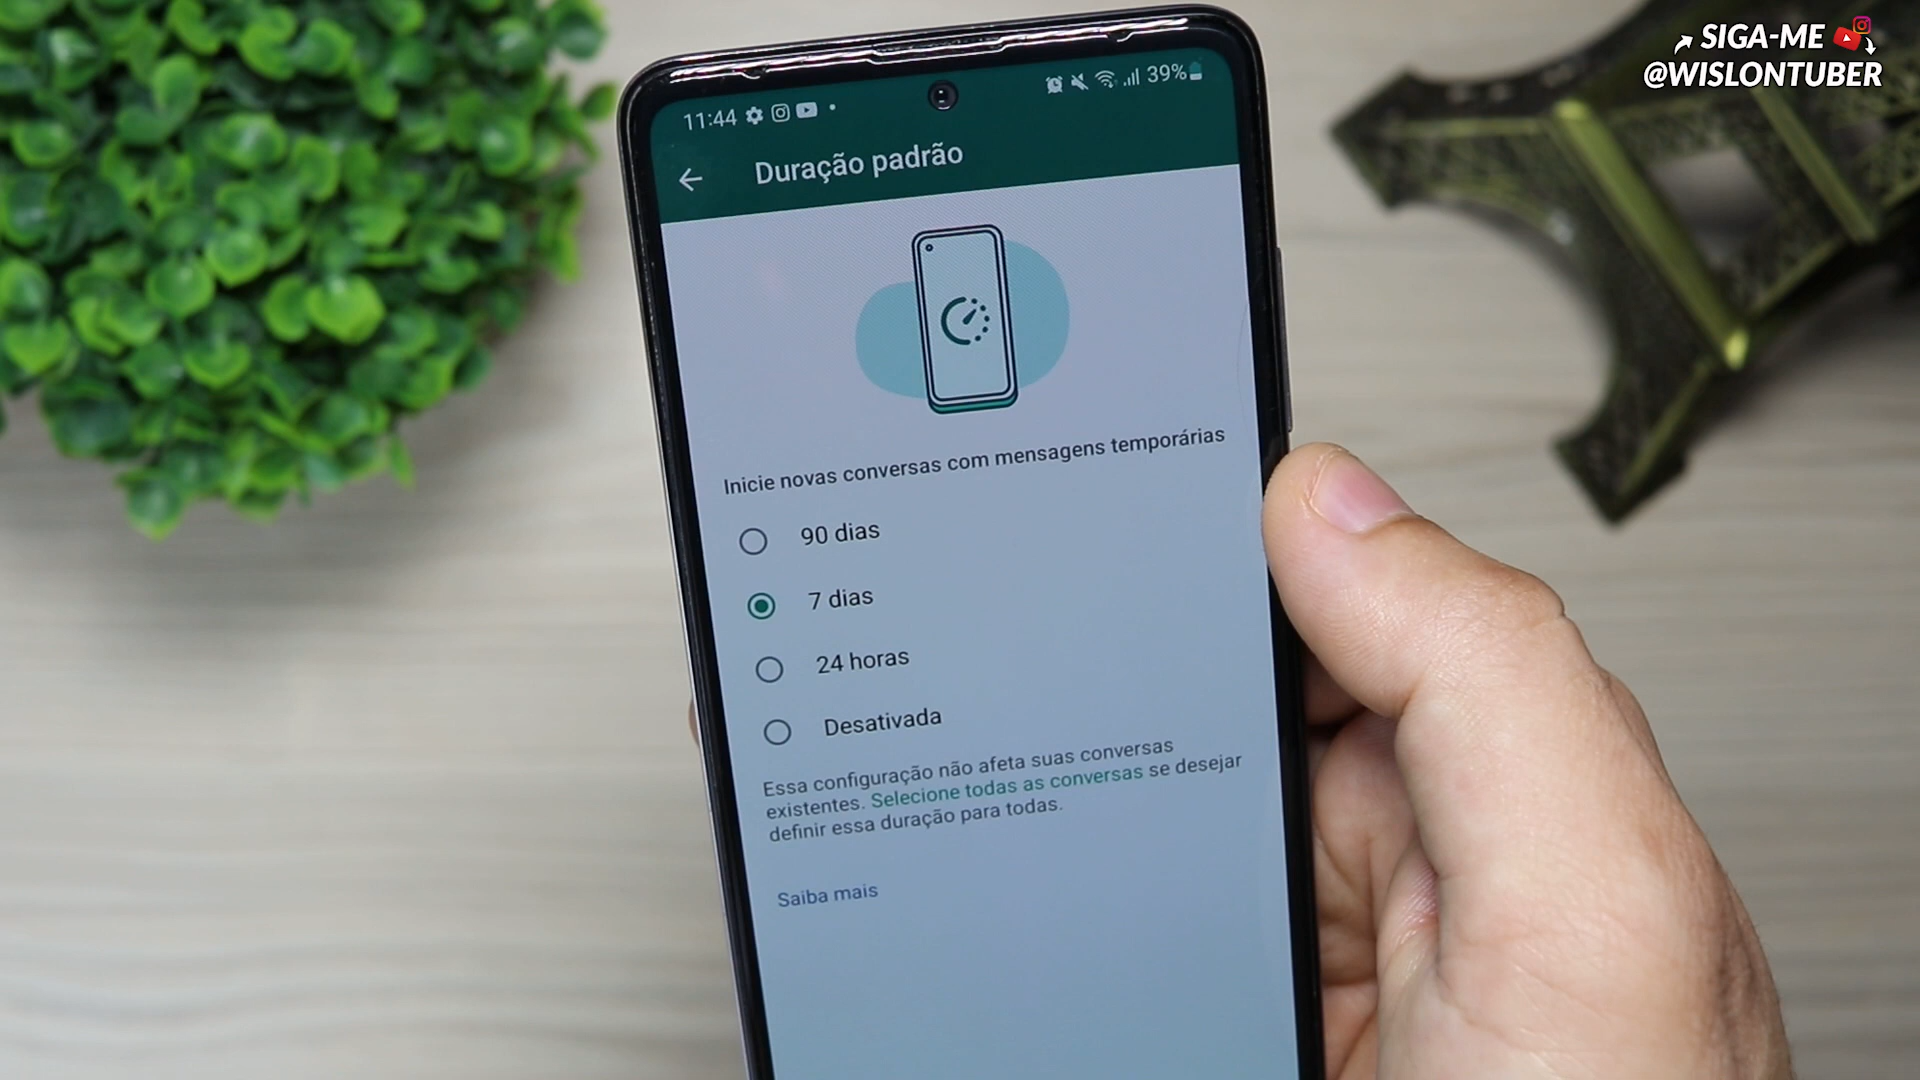 SIGA-ME
@WISLONTUBER
11:44
39%
Duração padrão
Inicie novas conversas com mensagens temporárias
90 dias
7 dias
24 horas
Desativada
Essa configuração não afeta suas conversas
existentes. Selecione todas as conversas se desejar
definir essa duração para todas.
Saiba mais